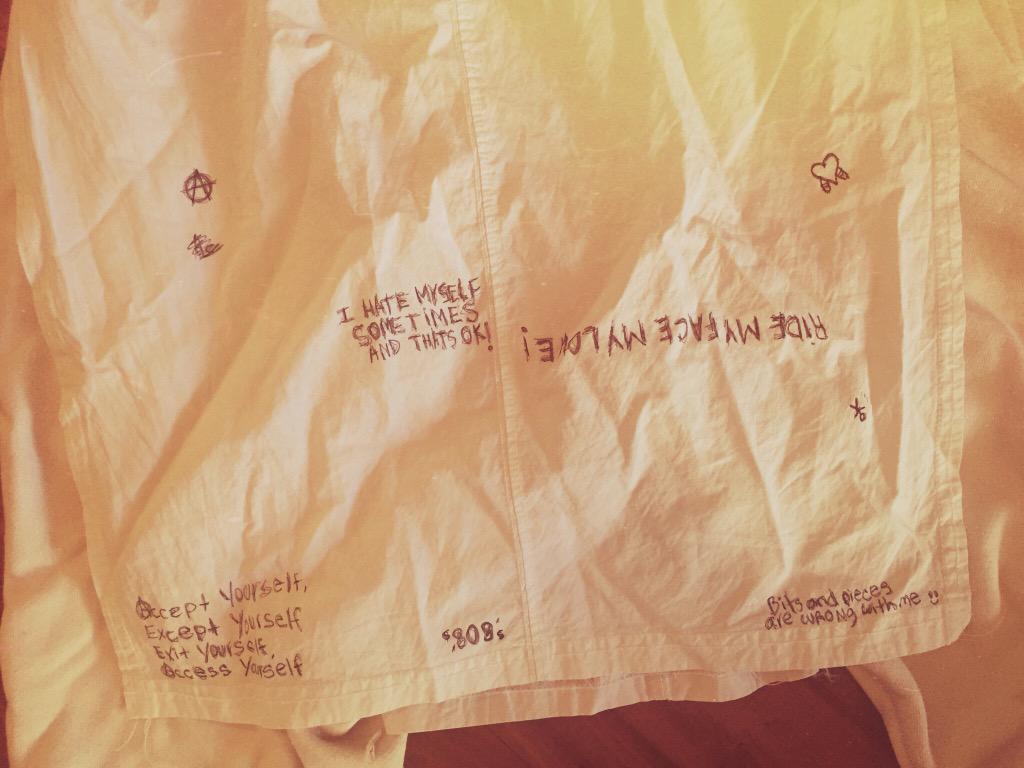 I HATE MYSELF
SOMETIMES
AND THATS OK!
RIDE MY FACE MY LOVE!
Accept Yourself,
Except Yourself
Exit Yourself,
Access Yourself
Bits and pieces
are wrong with me